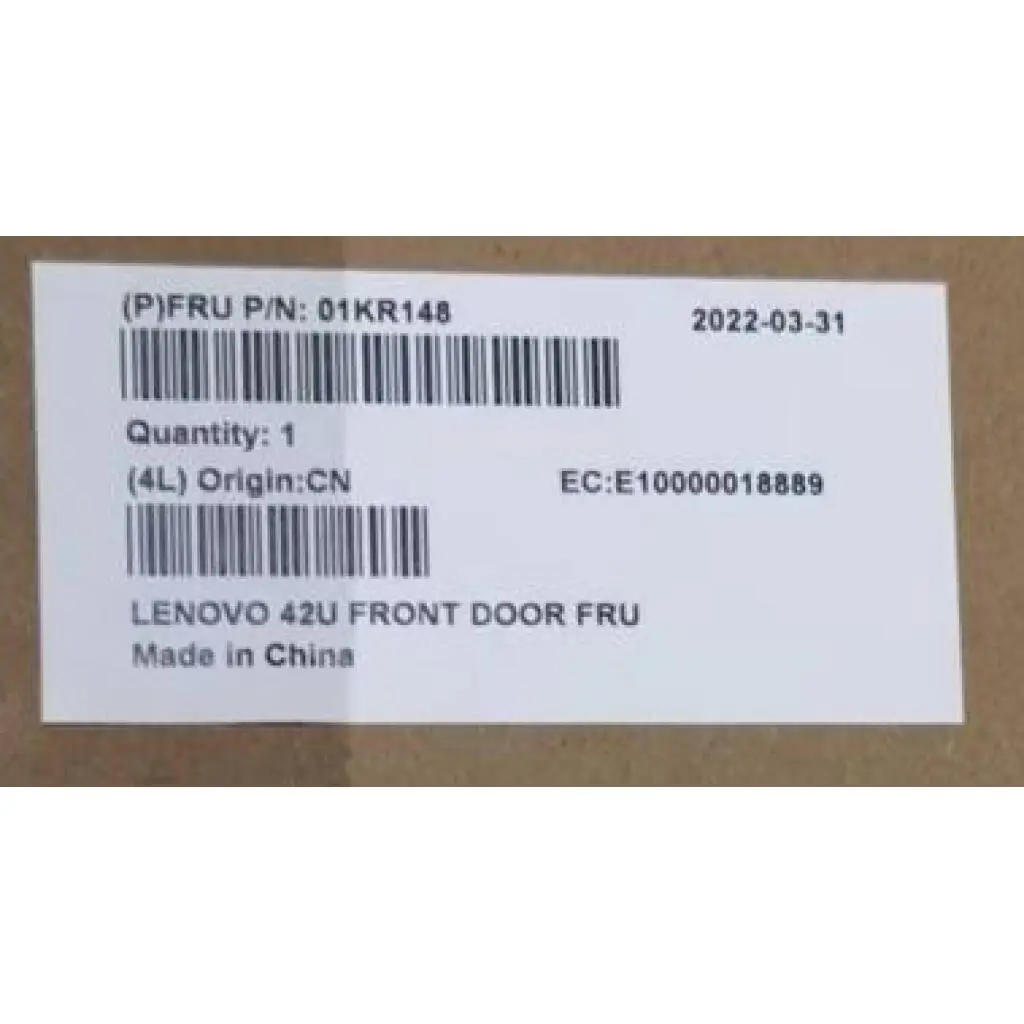 (P)FRU P/N: 01KR148
2022-03-31
Quantity: 1
(4L) Origin:CN
EC:E10000018889
LENOVO 42U FRONT DOOR FRU
Made in China